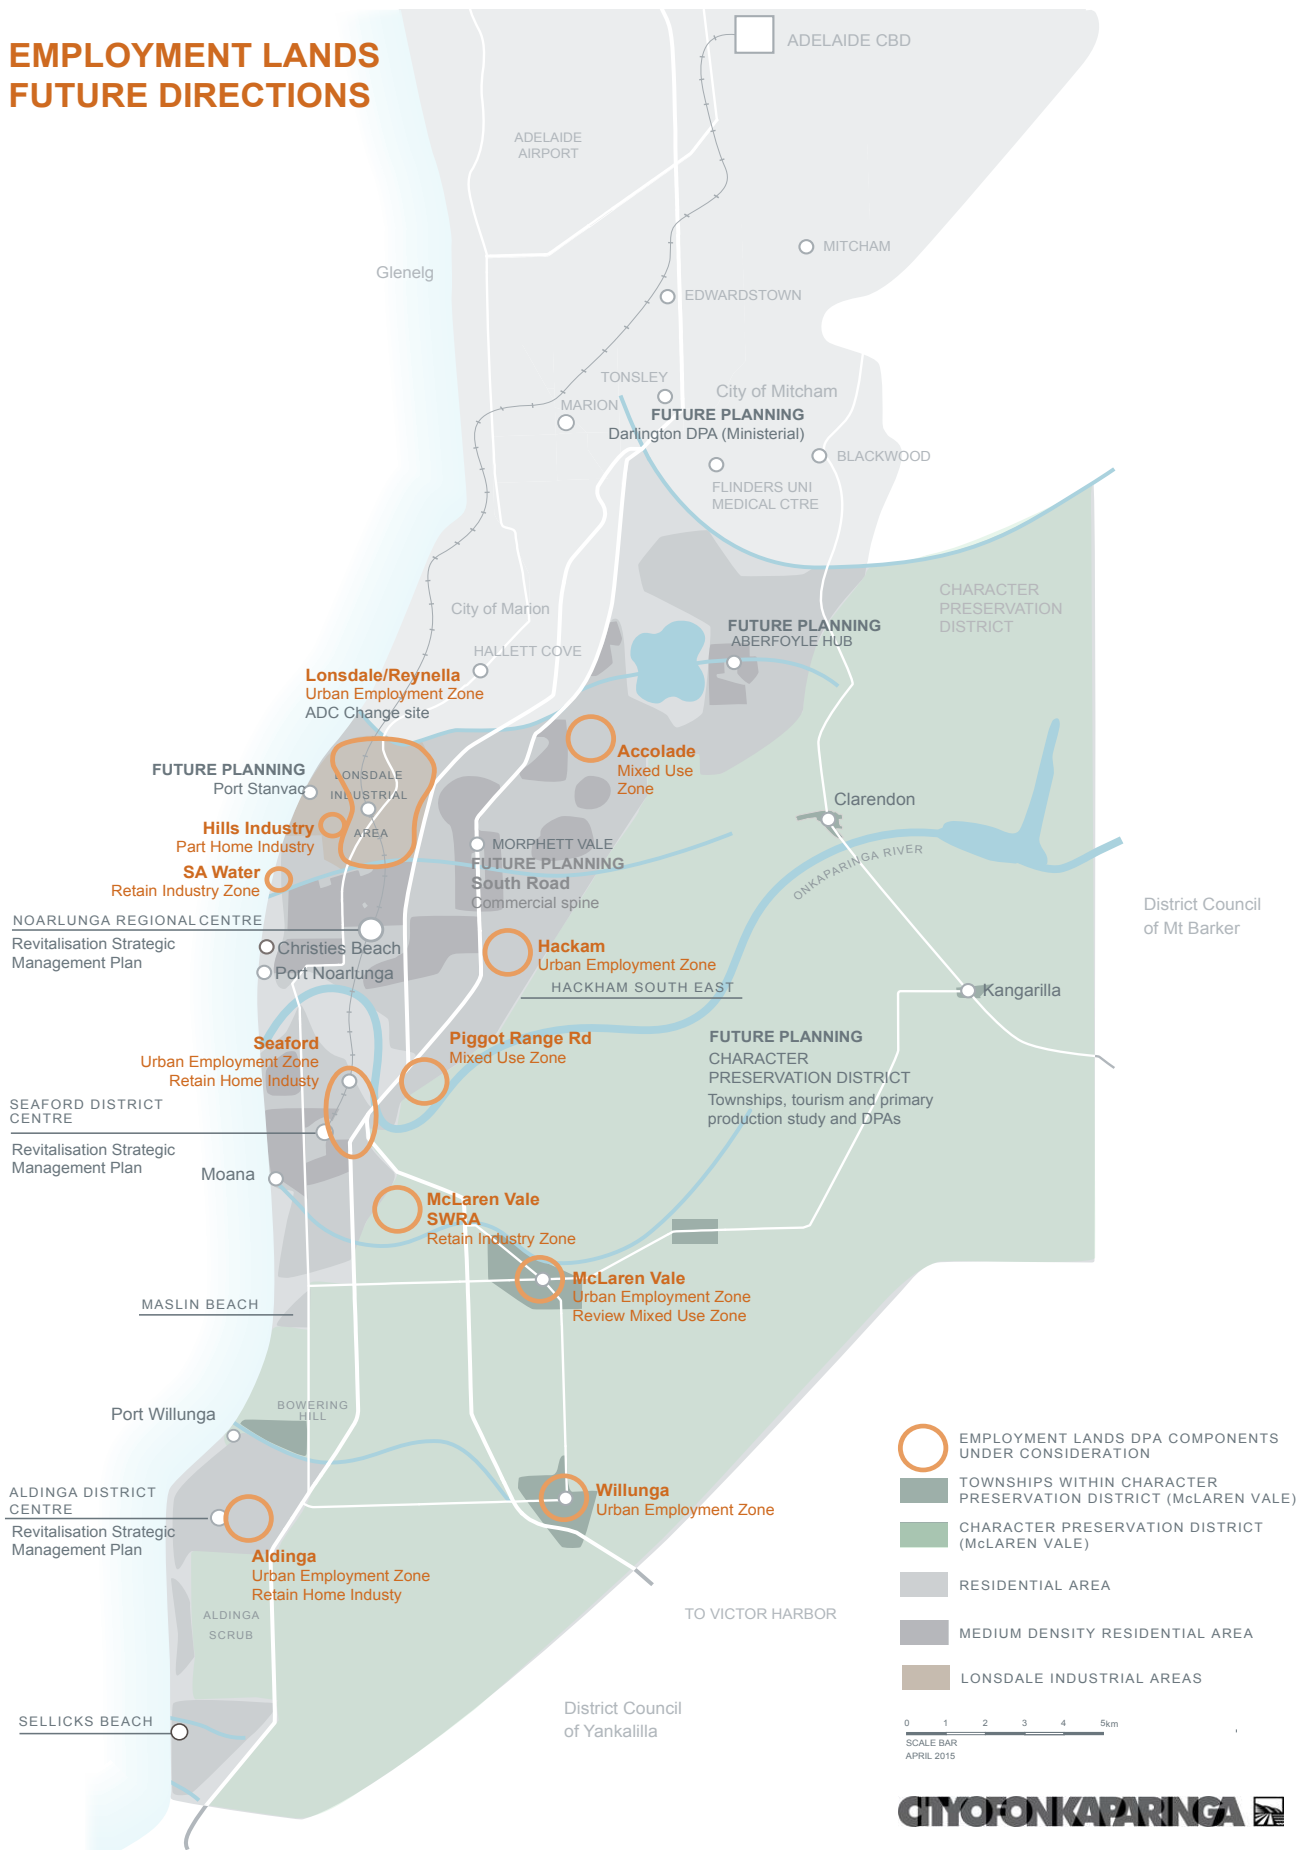 EMPLOYMENT LANDS
FUTURE DIRECTIONS
ADELAIDE CBD
ADELAIDE
AIRPORT
MITCHAM
Glenelg
EDWARDSTOWN
TONSLEY
City of Mitcham
MARION
FUTURE PLANNING
Darlington DPA (Ministerial)
BLACKWOOD
FLINDERS UNI
MEDICAL CTRE
CHARACTER
PRESERVATION
DISTRICT
City of Marion
FUTURE PLANNING
ABERFOYLE HUB
HALLETT COVE
Lonsdale/Reynella
Urban Employment Zone
ADC Change site
Accolade
Mixed Use
Zone
FUTURE PLANNING
Port Stanvac
LONSDALE
INDUSTRIAL
AREA
Clarendon
Hills Industry
Part Home Industry
MORPHETT VALE
FUTURE PLANNING
South Road
Commercial spine
ONKAPARINGA RIVER
SA Water
Retain Industry Zone
NOARLUNGA REGIONAL CENTRE
Revitalisation Strategic
Management Plan
Christies Beach
Port Noarlunga
District Council
of Mt Barker
Hackam
Urban Employment Zone
HACKHAM SOUTH EAST
Kangarilla
Seaford
Urban Employment Zone
Retain Home Industy
Piggot Range Rd
Mixed Use Zone
FUTURE PLANNING
CHARACTER
PRESERVATION DISTRICT
Townships, tourism and primary
production study and DPAs
SEAFORD DISTRICT
CENTRE
Revitalisation Strategic
Management Plan
Moana
McLaren Vale
SWRA
Retain Industry Zone
McLaren Vale
Urban Employment Zone
Review Mixed Use Zone
MASLIN BEACH
BOWERING
HILL
Port Willunga
ALDINGA DISTRICT
CENTRE
Revitalisation Strategic
Management Plan
Willunga
Urban Employment Zone
Aldinga
Urban Employment Zone
Retain Home Industy
ALDINGA
SCRUB
TO VICTOR HARBOR
District Council
of Yankalilla
SELLICKS BEACH
EMPLOYMENT LANDS DPA COMPONENTS
UNDER CONSIDERATION
TOWNSHIPS WITHIN CHARACTER
PRESERVATION DISTRICT (McLAREN VALE)
CHARACTER PRESERVATION DISTRICT
(McLAREN VALE)
RESIDENTIAL AREA
MEDIUM DENSITY RESIDENTIAL AREA
LONSDALE INDUSTRIAL AREAS
0 1 2 3 4 5km
SCALE BAR
APRIL 2015
CITYOFONKAPARINGA